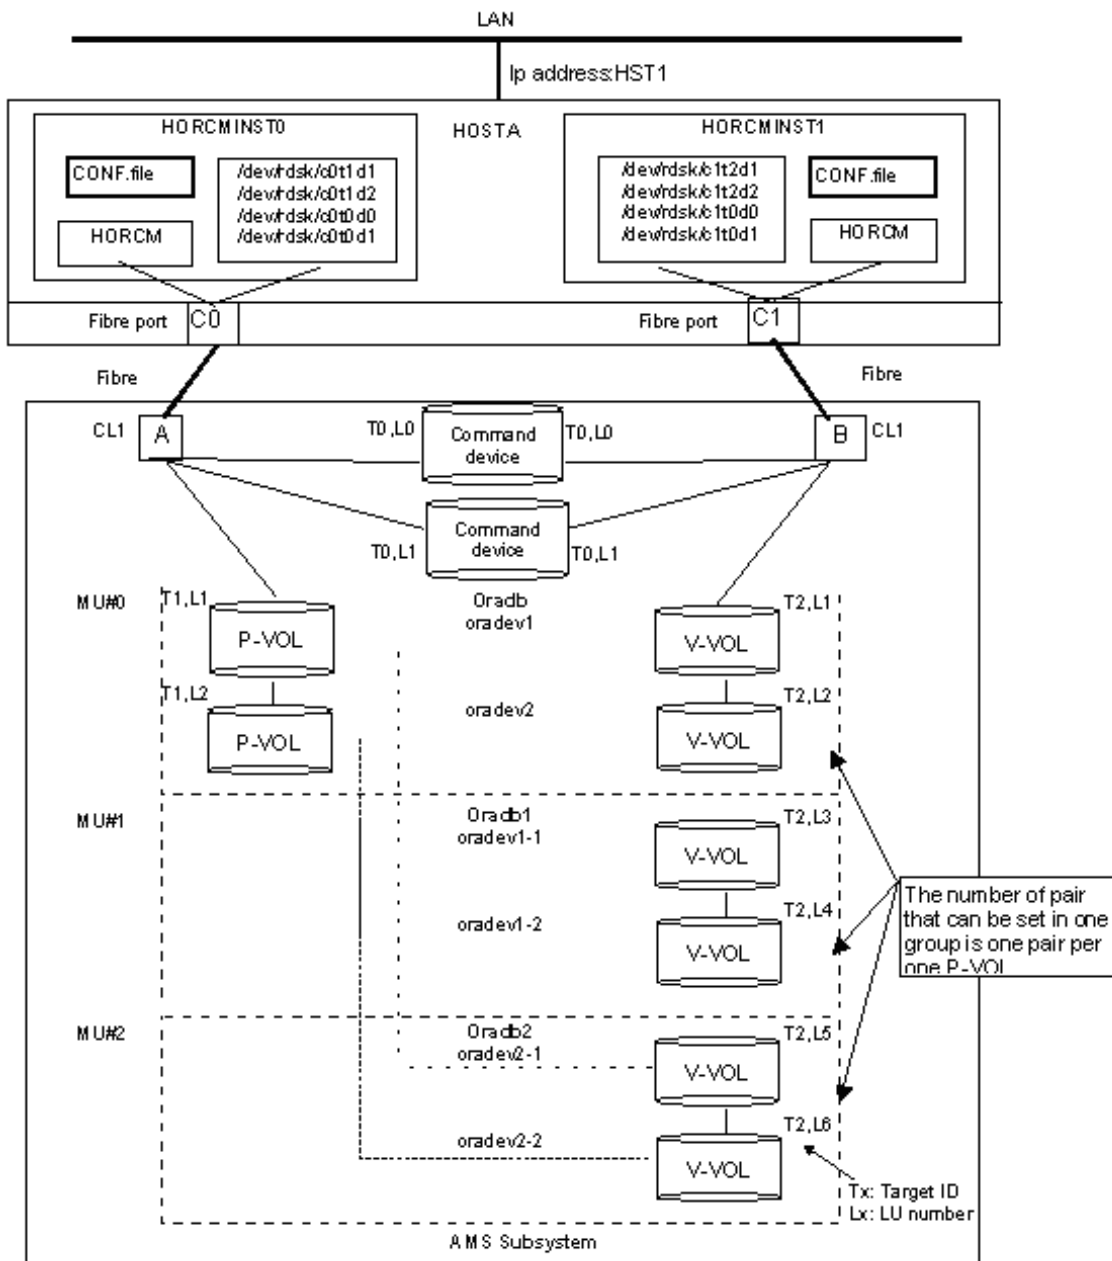 LAN
Ip address:HST1
HORCMINST0
HOSTA
HORCMINST1
CONF.file
/dev/rdsk/c0t1d1
/dev/rdsk/c0t1d2
/dev/rdsk/c0t0d0
/dev/rdsk/c0t0d1
HORCM
/dev/rdsk/c1t2d1
/dev/rdsk/c1t2d2
/dev/rdsk/c1t0d0
/dev/rdsk/c1t0d1
CONF.file
HORCM
Fibre port
C0
Fibre port
C1
Fibre
Fibre
CL1
A
T0,L0
Command
device
T0,L0
B
CL1
T0,L1
Command
device
T0,L1
MU#0
T1,L1
P-VOL
Oradb
oradev1
T2,L1
V-VOL
T1,L2
P-VOL
oradev2
T2,L2
V-VOL
MU#1
Oradb1
oradev1-1
T2,L3
V-VOL
oradev1-2
T2,L4
V-VOL
The number of pair
that can be set in one
group is one pair per
one P-VOL
MU#2
Oradb2
oradev2-1
T2,L5
V-VOL
oradev2-2
T2,L6
V-VOL
Tx: Target ID
Lx: LU number
AMS Subsystem